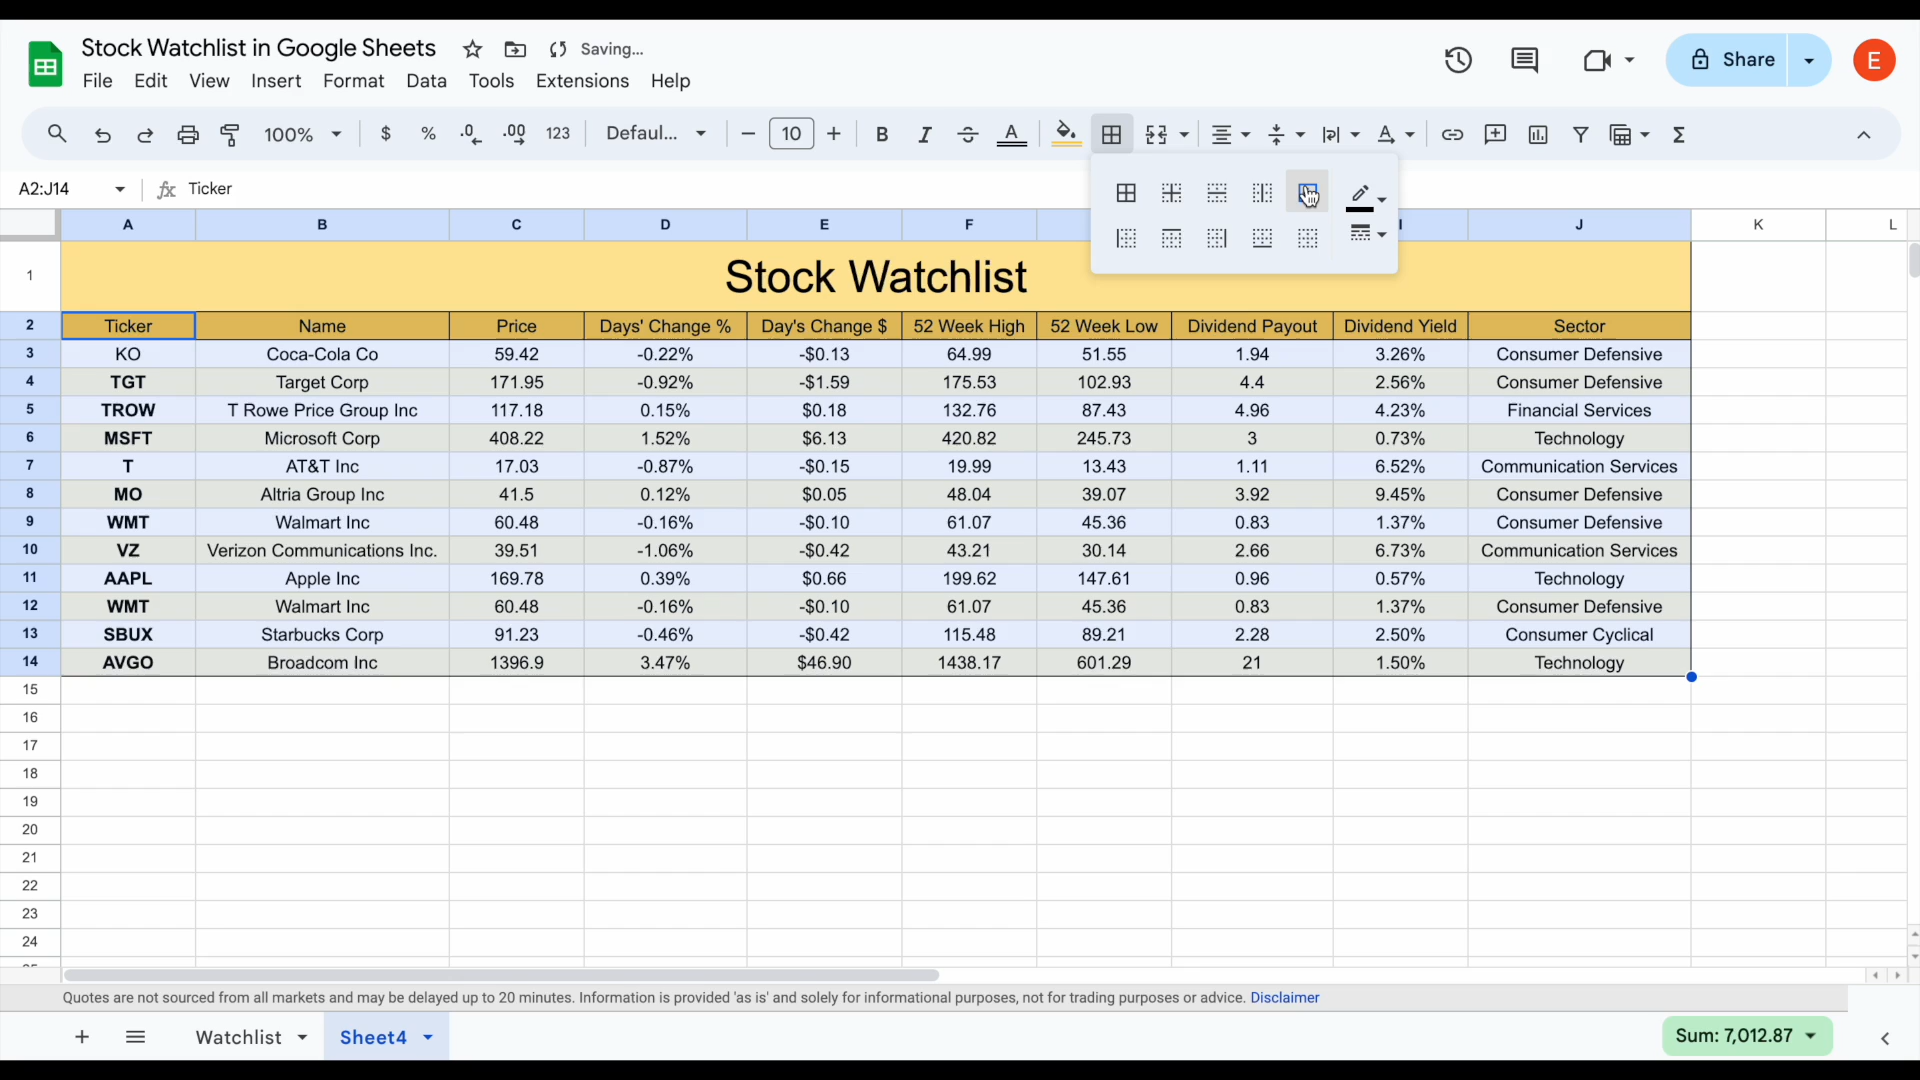 Stock Watchlist in Google Sheets Saving...
File Edit View Insert Format Data Tools Extensions Help
Share E
100% $ % .0 .00 123 Defaul... 10 B I A A
A2:J14 fx Ticker
A B C D E F I J K L
1 Stock Watchlist
2 Ticker Name Price Days' Change % Day's Change $ 52 Week High 52 Week Low Dividend Payout Dividend Yield Sector
3 KO Coca-Cola Co 59.42 -0.22% -$0.13 64.99 51.55 1.94 3.26% Consumer Defensive
4 TGT Target Corp 171.95 -0.92% -$1.59 175.53 102.93 4.4 2.56% Consumer Defensive
5 TROW T Rowe Price Group Inc 117.18 0.15% $0.18 132.76 87.43 4.96 4.23% Financial Services
6 MSFT Microsoft Corp 408.22 1.52% $6.13 420.82 245.73 3 0.73% Technology
7 T AT&T Inc 17.03 -0.87% -$0.15 19.99 13.43 1.11 6.52% Communication Services
8 MO Altria Group Inc 41.5 0.12% $0.05 48.04 39.07 3.92 9.45% Consumer Defensive
9 WMT Walmart Inc 60.48 -0.16% -$0.10 61.07 45.36 0.83 1.37% Consumer Defensive
10 VZ Verizon Communications Inc. 39.51 -1.06% -$0.42 43.21 30.14 2.66 6.73% Communication Services
11 AAPL Apple Inc 169.78 0.39% $0.66 199.62 147.61 0.96 0.57% Technology
12 WMT Walmart Inc 60.48 -0.16% -$0.10 61.07 45.36 0.83 1.37% Consumer Defensive
13 SBUX Starbucks Corp 91.23 -0.46% -$0.42 115.48 89.21 2.28 2.50% Consumer Cyclical
14 AVGO Broadcom Inc 1396.9 3.47% $46.90 1438.17 601.29 21 1.50% Technology
15
16
17
18
19
20
21
22
23
24
Quotes are not sourced from all markets and may be delayed up to 20 minutes. Information is provided 'as is' and solely for informational purposes, not for trading purposes or advice. Disclaimer
Watchlist Sheet4 Sum: 7,012.87